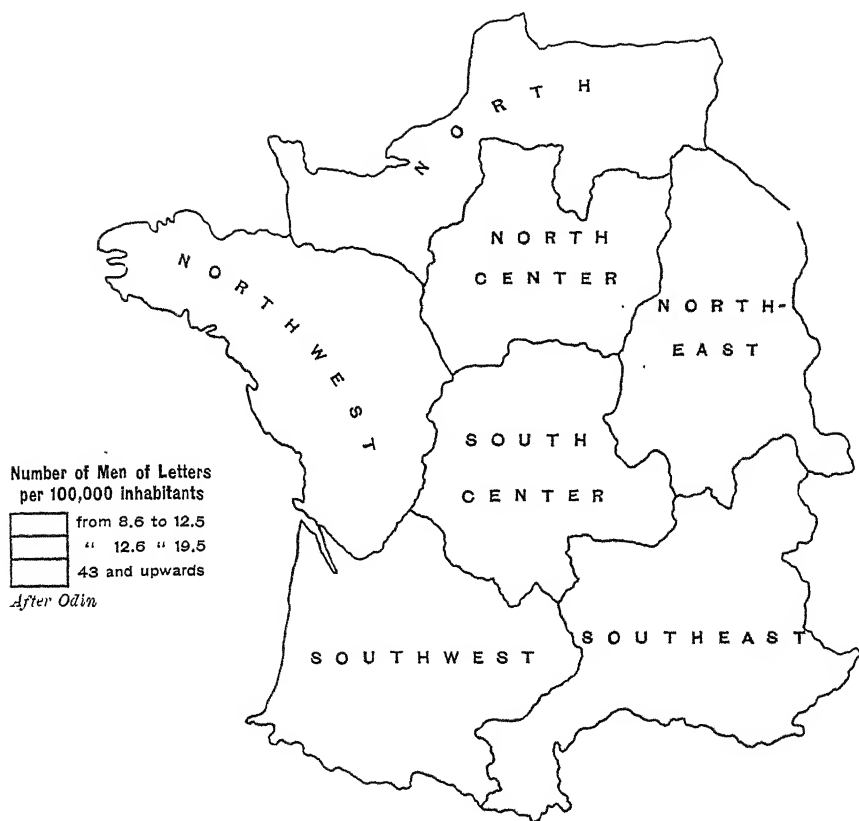 NORTH
NORTH
CENTER
NORTHWEST
NORTH-
EAST
SOUTH
CENTER
Number of Men of Letters
per 100,000 inhabitants
from 8.6 to 12.5
“ 12.6 “ 19.5
43 and upwards
After Odin
SOUTHWEST
SOUTHEAST